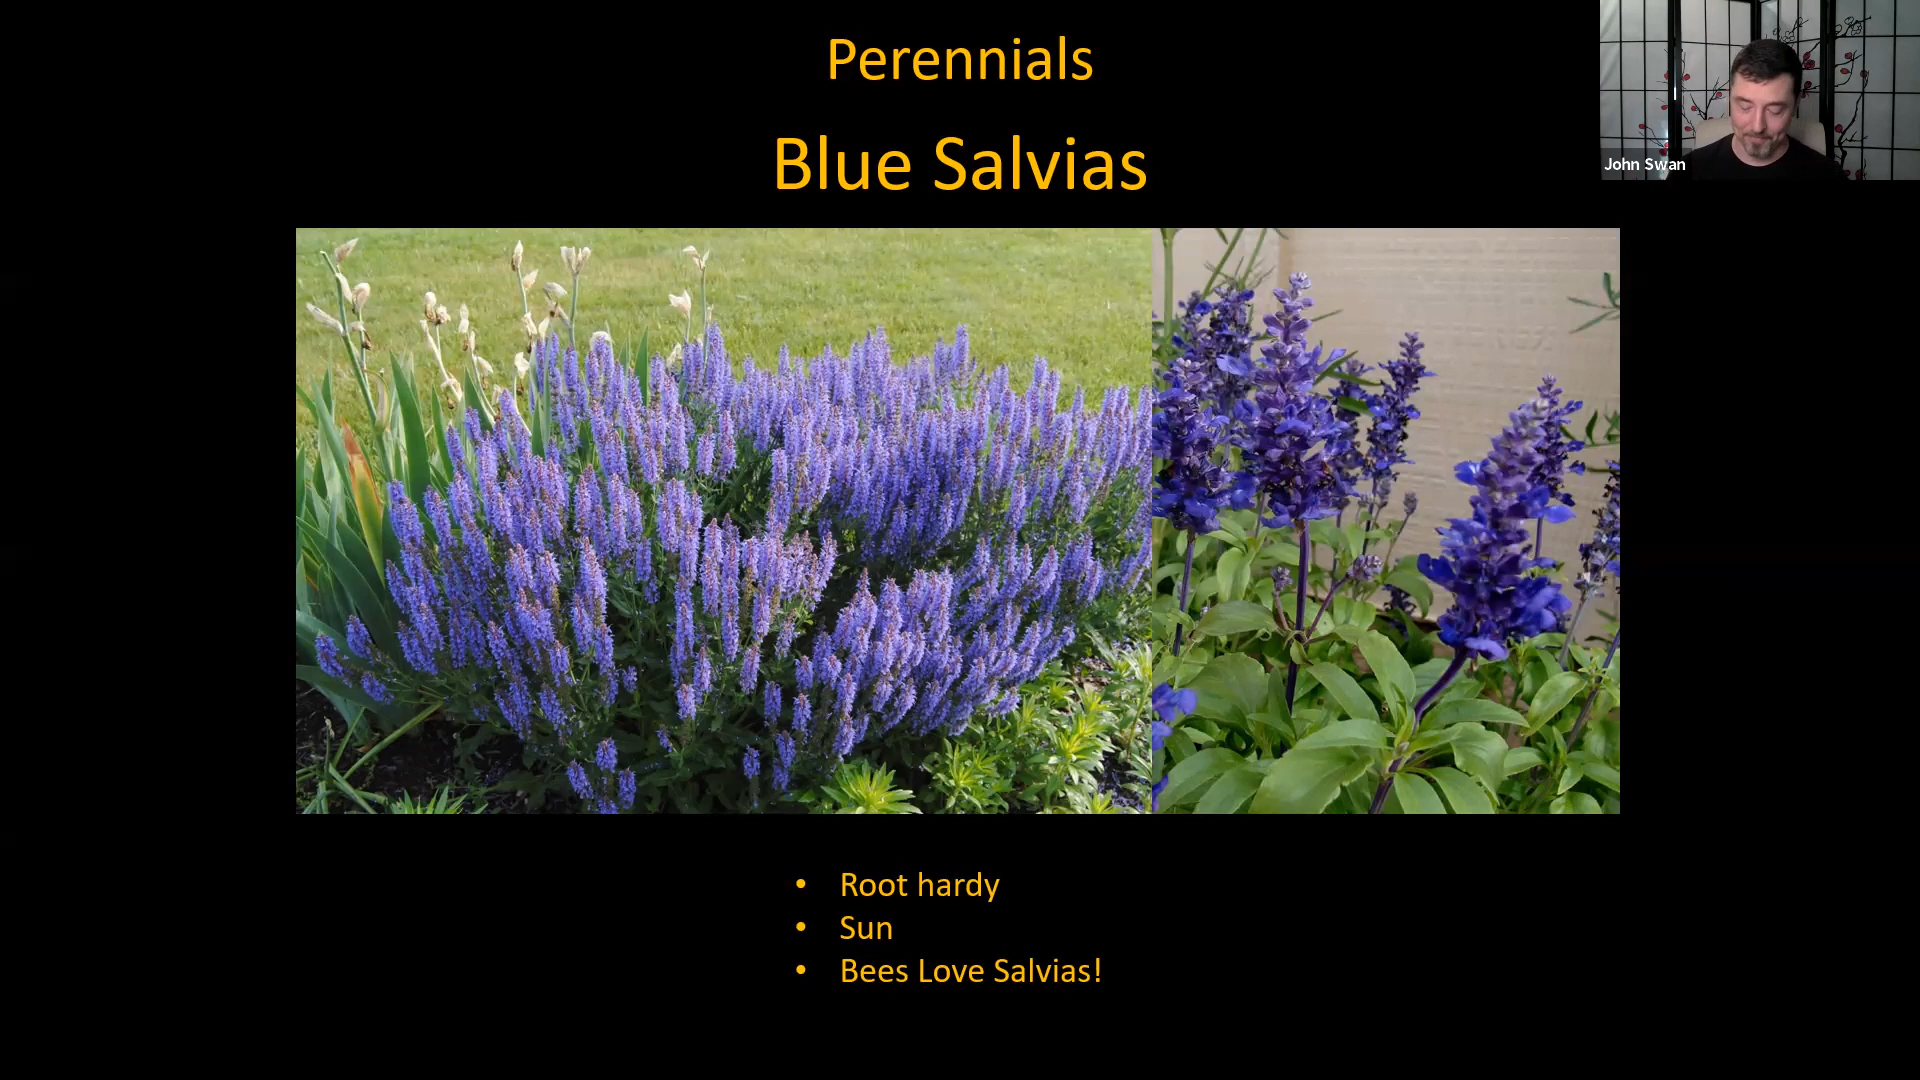 Perennials
Blue Salvias
John Swan
• Root hardy
• Sun
• Bees Love Salvias!